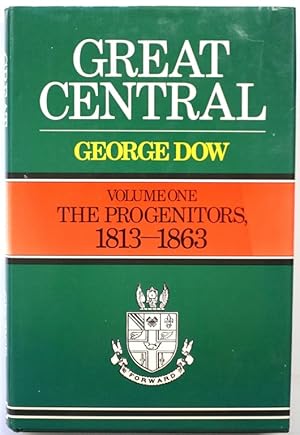 GREAT
CENTRAL
GEORGE DOW
VOLUME ONE
THE PROGENITORS,
1813–1863
FORWARD